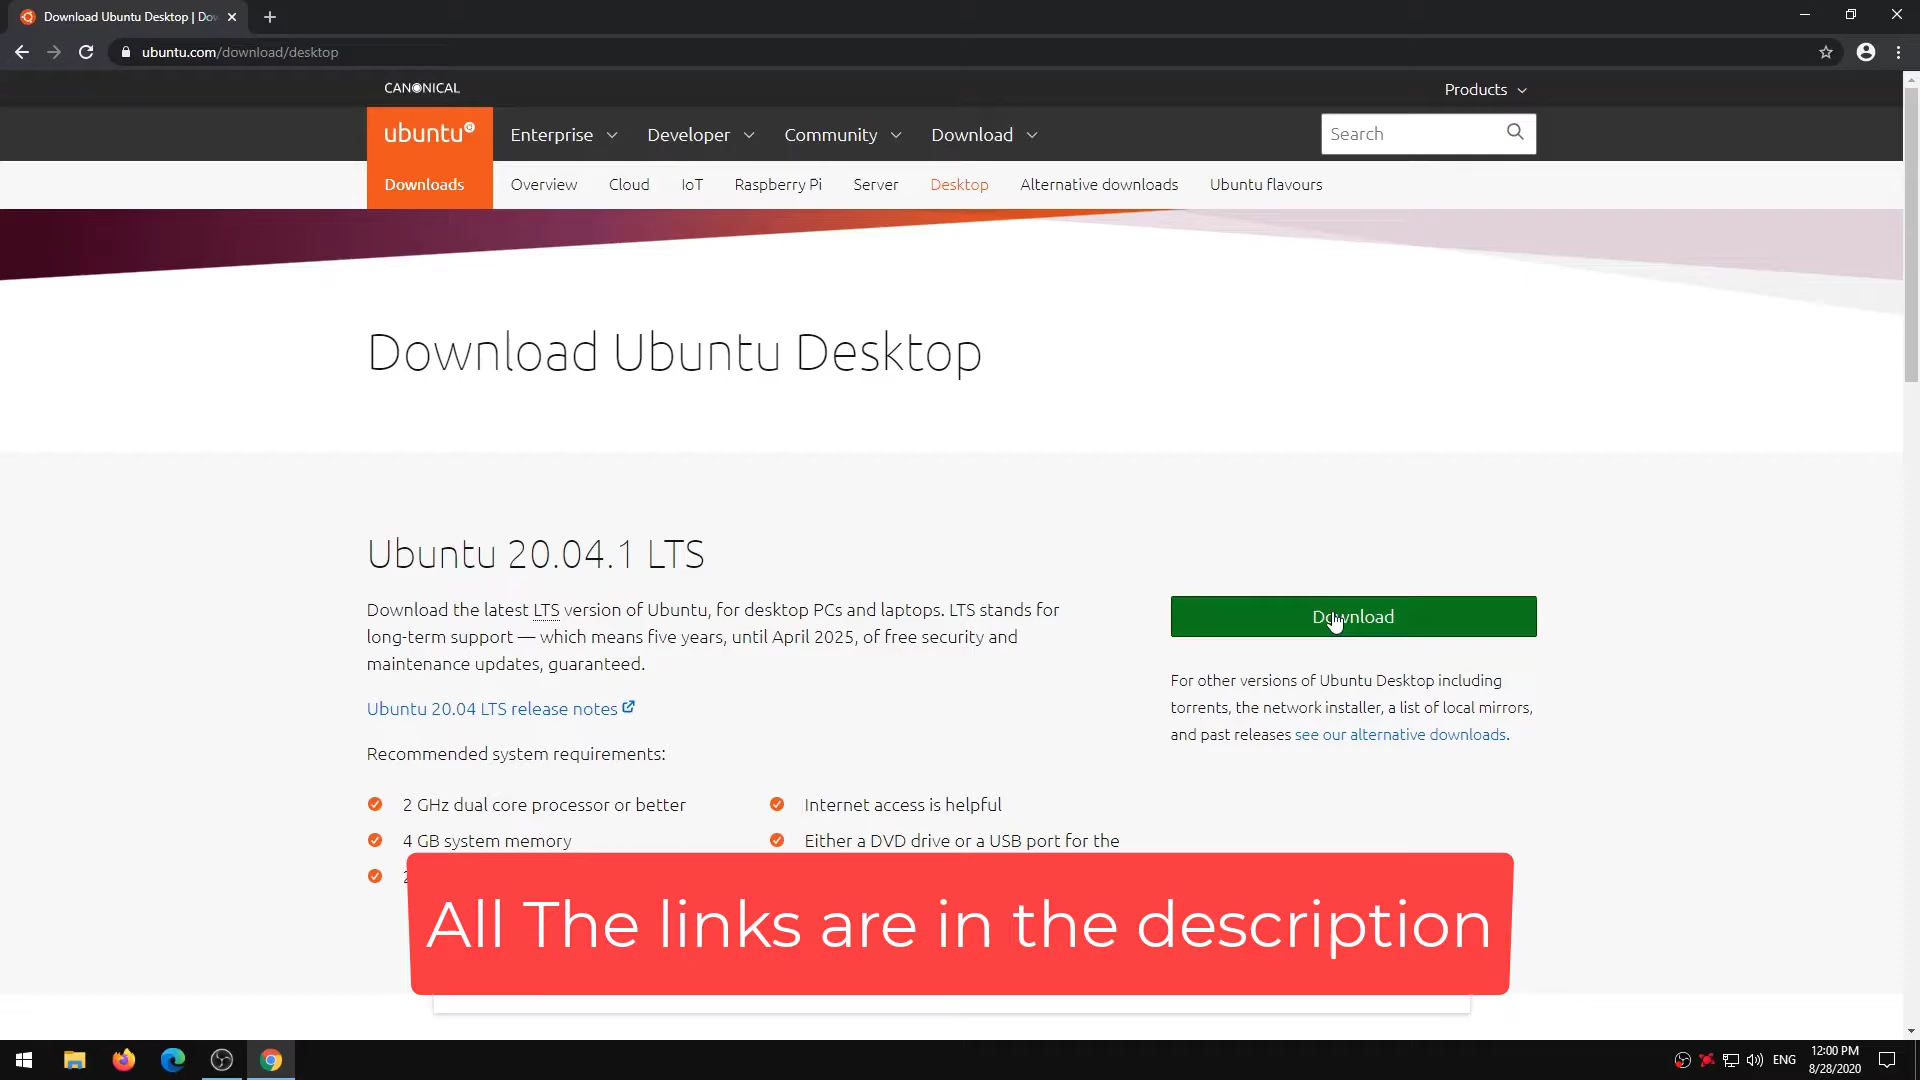 Download Ubuntu Desktop | Do
ubuntu.com/download/desktop
CANONICAL
Products
ubuntu
Enterprise
Developer
Community
Download
Search
Downloads
Overview
Cloud
IoT
Raspberry Pi
Server
Desktop
Alternative downloads
Ubuntu flavours
Download Ubuntu Desktop
Ubuntu 20.04.1 LTS
Download the latest LTS version of Ubuntu, for desktop PCs and laptops. LTS stands for
long-term support — which means five years, until April 2025, of free security and
maintenance updates, guaranteed.
Ubuntu 20.04 LTS release notes
Recommended system requirements:
2 GHz dual core processor or better
4 GB system memory
Internet access is helpful
Either a DVD drive or a USB port for the
Download
For other versions of Ubuntu Desktop including
torrents, the network installer, a list of local mirrors,
and past releases see our alternative downloads.
All The links are in the description
ENG
12:00 PM
8/28/2020